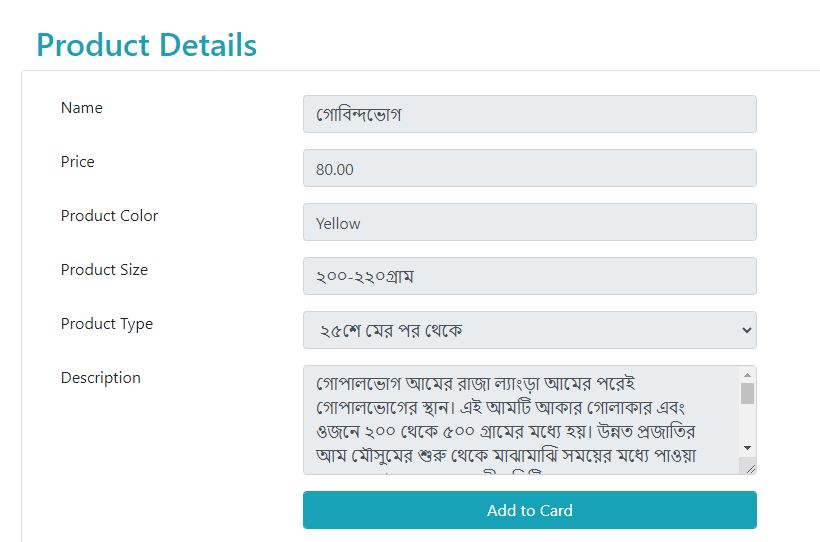 Product Details
Name
গোবিন্দভোগ
Price
80.00
Product Color
Yellow
Product Size
২০০-২২০গ্রাম
Product Type
২৫শে মের পর থেকে
Description
গোপালভোগ আমের রাজা ল্যাংড়া আমের পরেই
গোপালভোগের স্থান। এই আমটি আকার গোলাকার এবং
ওজনে ২০০ থেকে ৫০০ গ্রামের মধ্যে হয়। উন্নত প্রজাতির
আম মৌসুমের শুরু থেকে মাঝামাঝি সময়ের মধ্যে পাওয়া
Add to Card